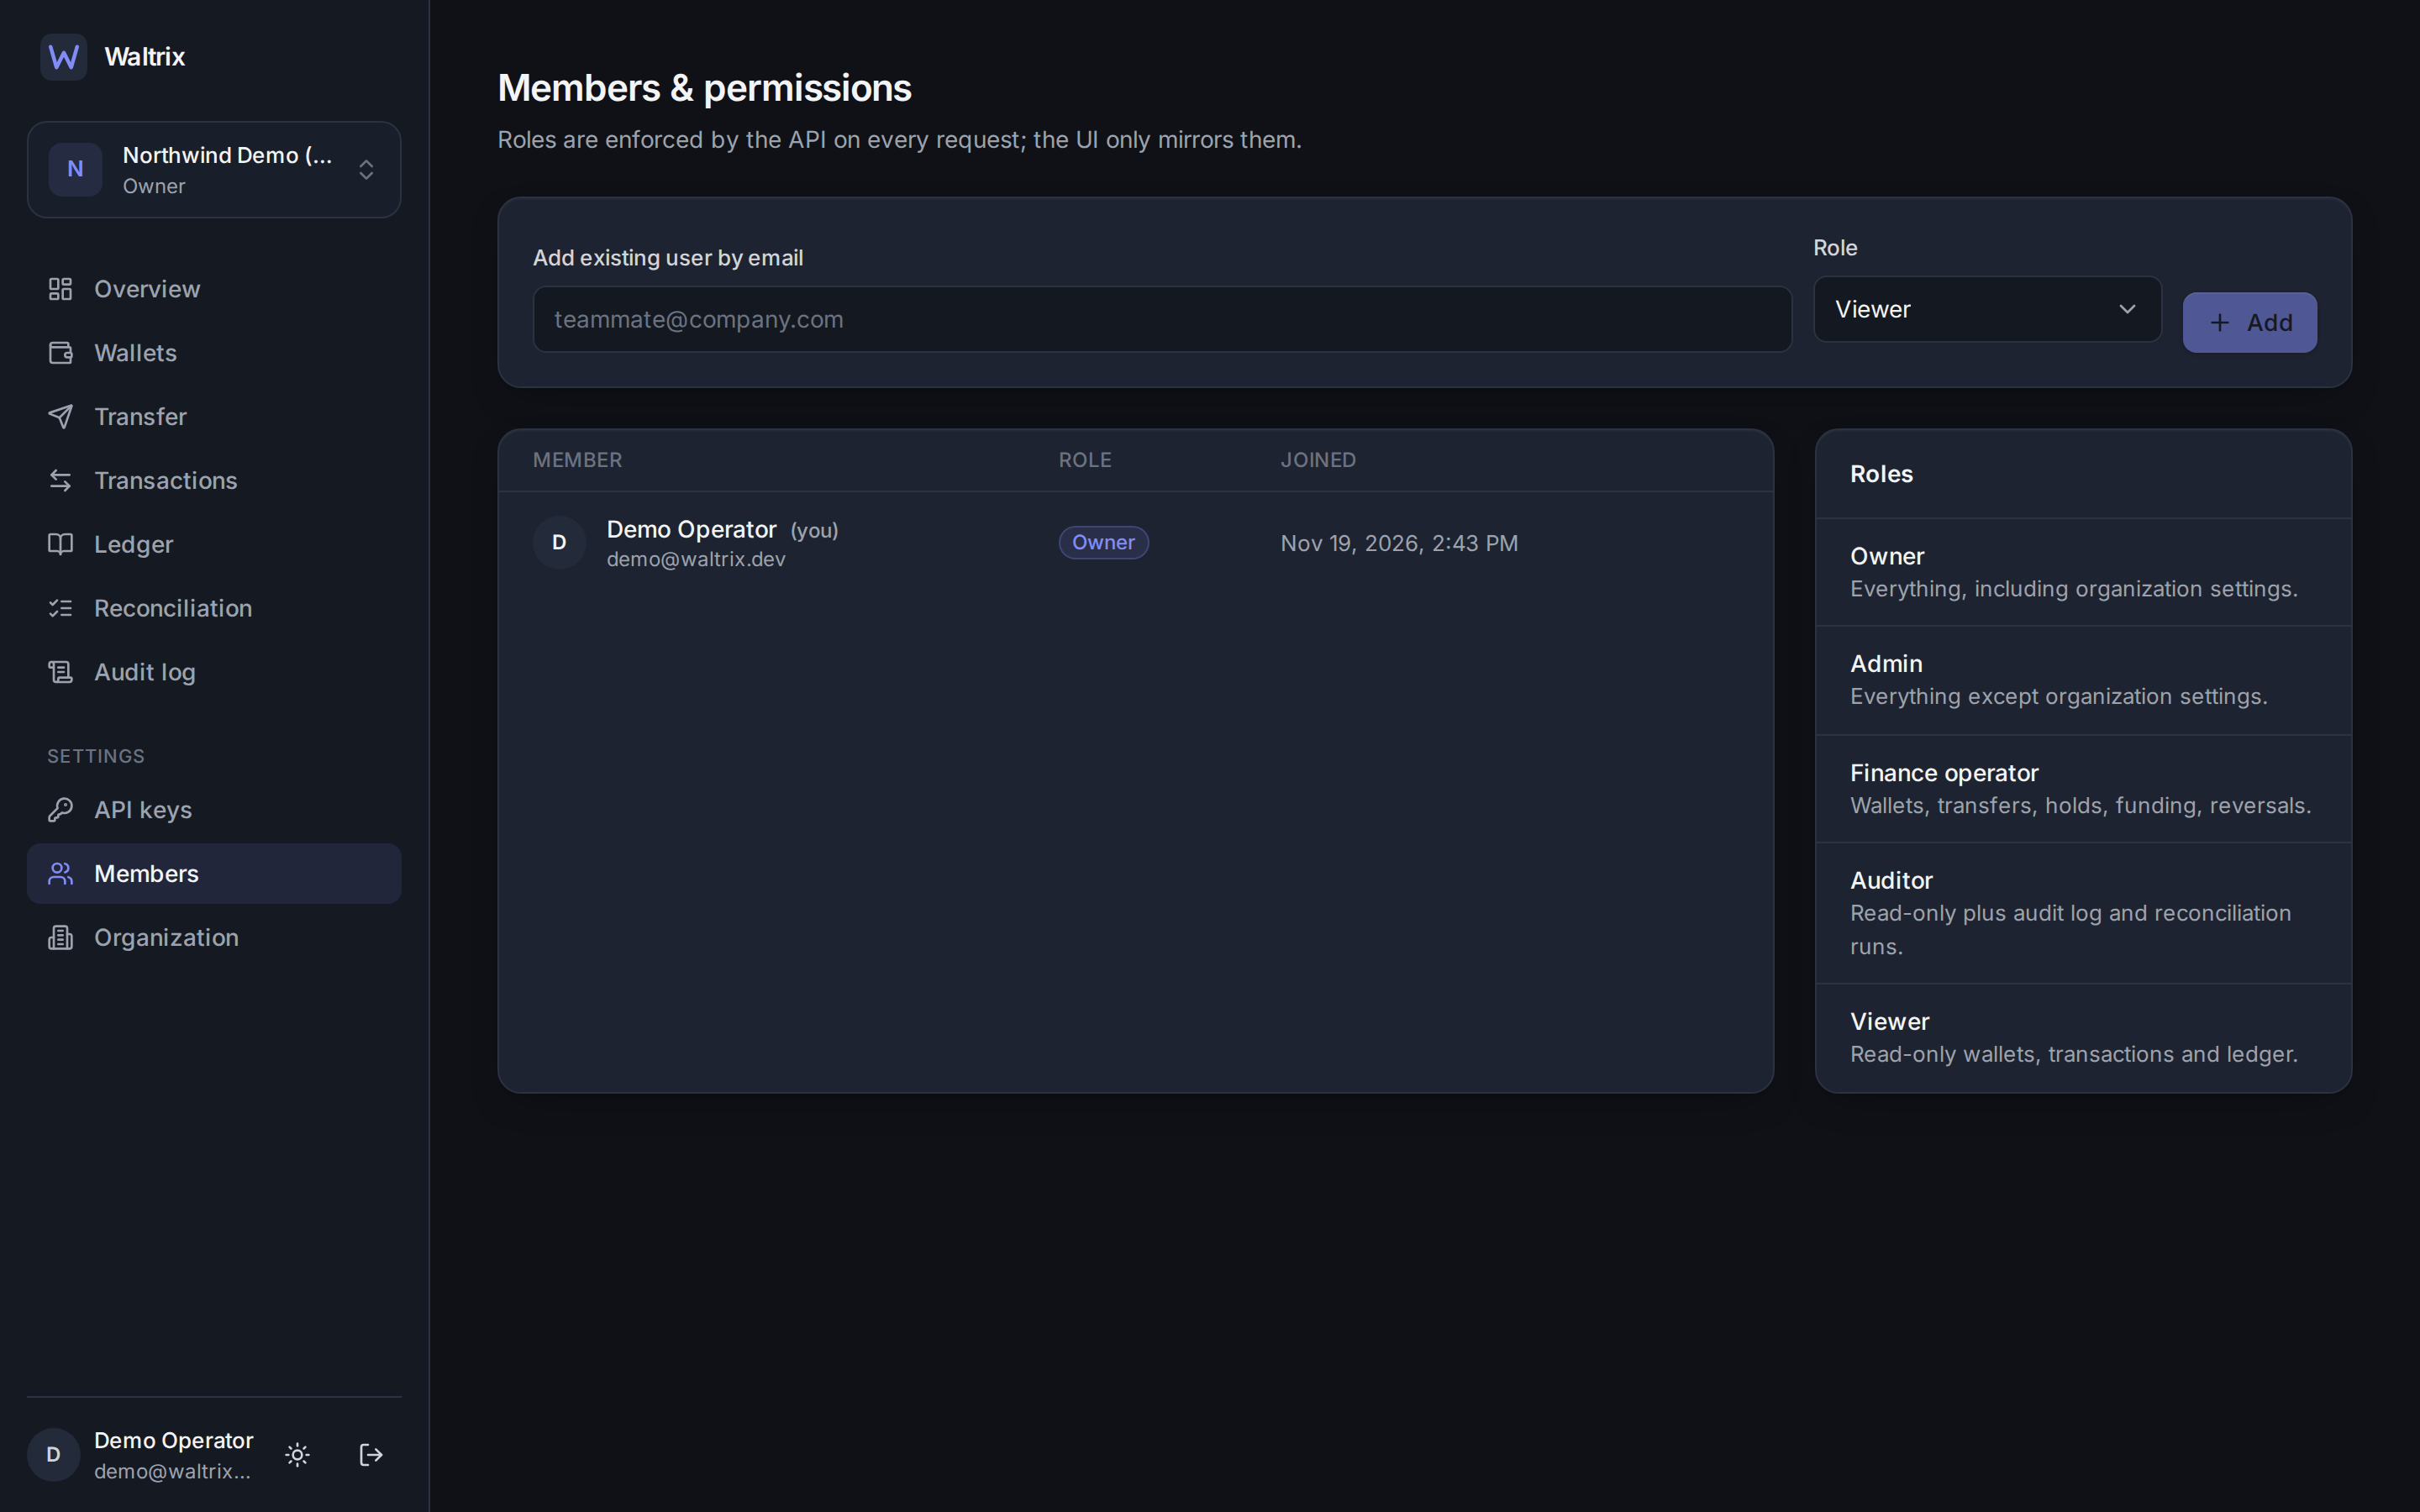 Waltrix
N
Northwind Demo (...
Owner
Overview
Wallets
Transfer
Transactions
Ledger
Reconciliation
Audit log
SETTINGS
API keys
Members
Organization
D
Demo Operator
demo@waltrix...
Members & permissions
Roles are enforced by the API on every request; the UI only mirrors them.
Add existing user by email
teammate@company.com
Role
Viewer
Add
MEMBER ROLE JOINED
D
Demo Operator (you)
demo@waltrix.dev
Owner
Nov 19, 2026, 2:43 PM
Roles
Owner
Everything, including organization settings.
Admin
Everything except organization settings.
Finance operator
Wallets, transfers, holds, funding, reversals.
Auditor
Read-only plus audit log and reconciliation
runs.
Viewer
Read-only wallets, transactions and ledger.